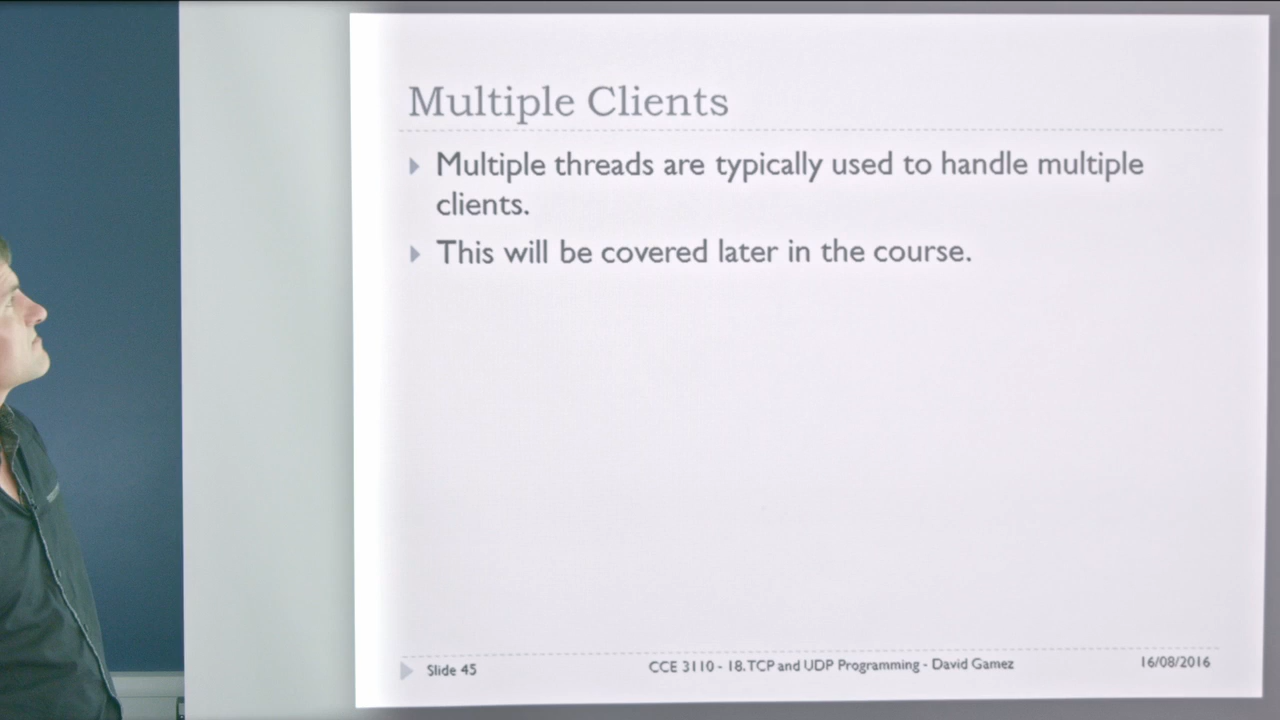 Multiple Clients
Multiple threads are typically used to handle multiple
clients.
This will be covered later in the course.
Slide 45
CCE 3110 - 18. TCP and UDP Programming - David Gamez
16/08/2016